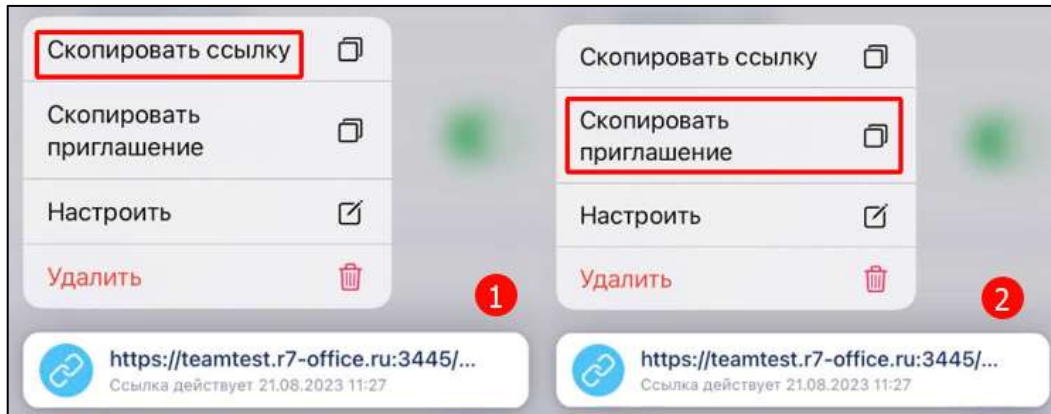 Скопировать ссылку
Скопировать
приглашение
Настроить
Удалить
1
https://teamtest.r7-office.ru:3445/...
Ссылка действует 21.08.2023 11:27
Скопировать ссылку
Скопировать
приглашение
Настроить
Удалить
2
https://teamtest.r7-office.ru:3445/...
Ссылка действует 21.08.2023 11:27